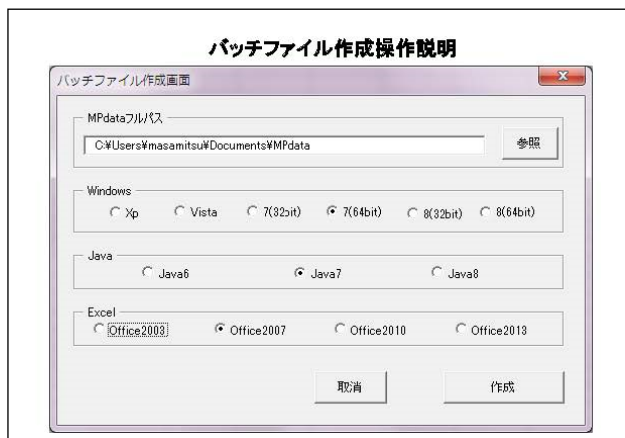 バッチファイル作成操作説明
バッチファイル作成画面
MPdataフルパス
C:¥Users¥masamitsu¥Documents¥MPdata
参照
Windows
Xp Vista 7(32bit) 7(64bit) 8(32bit) 8(64bit)
Java
Java6 Java7 Java8
Excel
Office2003 Office2007 Office2010 Office2013
取消 作成